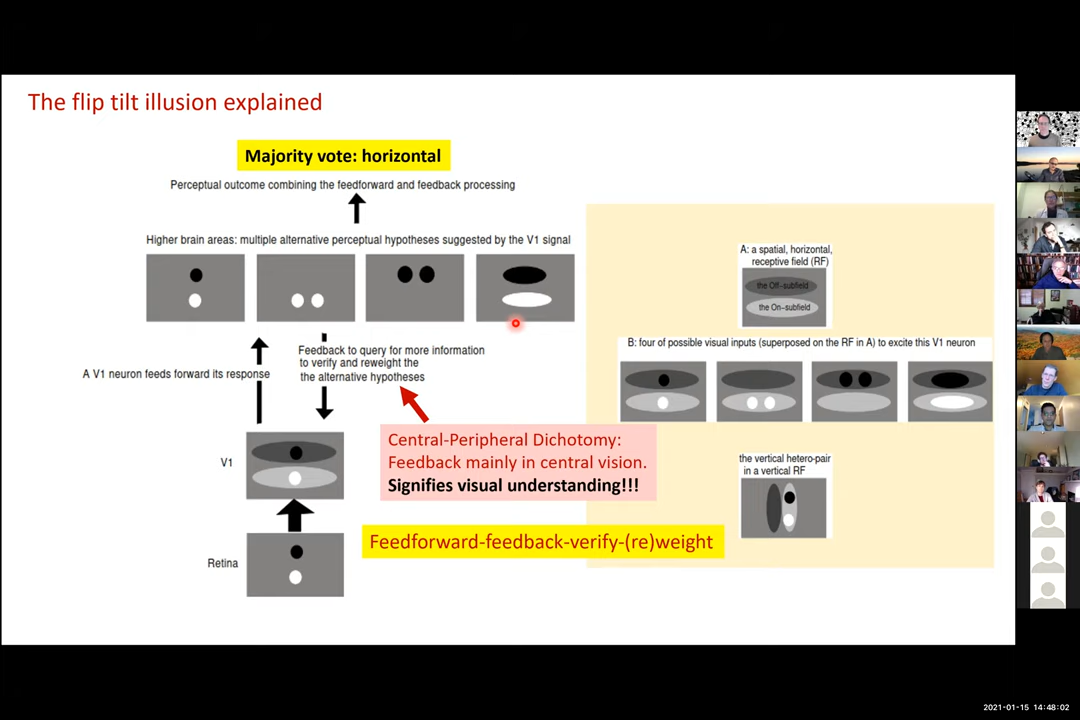 The flip tilt illusion explained
Majority vote: horizontal
Perceptual outcome combining the feedforward and feedback processing
Higher brain areas: multiple alternative perceptual hypotheses suggested by the V1 signal
A V1 neuron feeds forward its response
Feedback to query for more information
to verify and reweight the
the alternative hypotheses
Central-Peripheral Dichotomy:
Feedback mainly in central vision.
Signifies visual understanding!!!
V1
Feedforward-feedback-verify-(re)weight
Retina
A: a spatial, horizontal,
receptive field (RF)
the Off-subfield
the On-subfield
B: four of possible visual inputs (superposed on the RF in A) to excite this V1 neuron
the vertical hetero-pair
in a vertical RF
2021-01-15 14:48:02